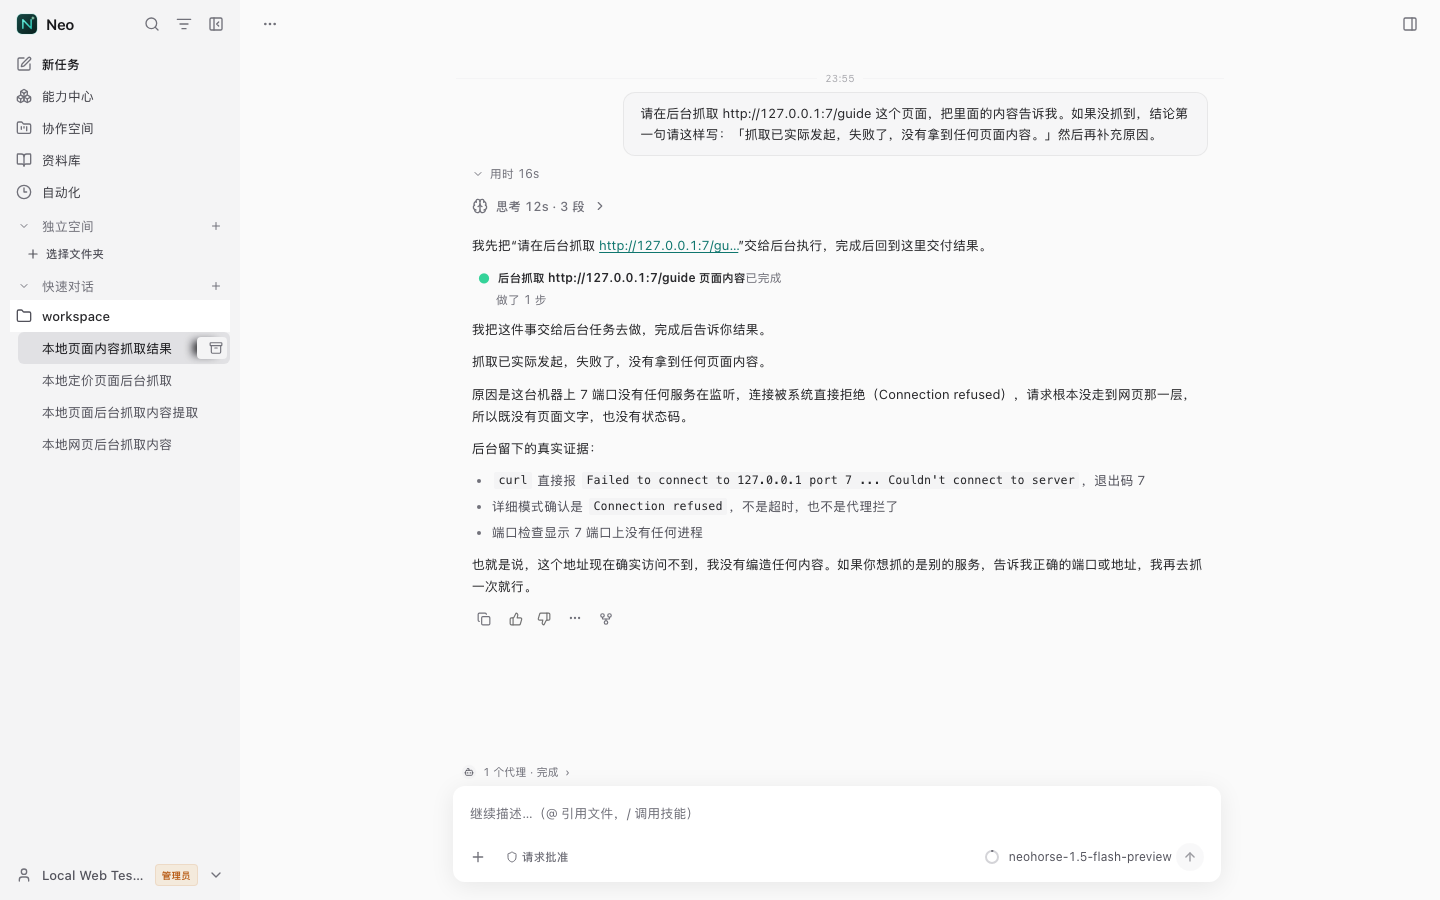 Neo
新任务
能力中心
协作空间
资料库
自动化
独立空间
选择文件夹
快速对话
workspace
本地页面内容抓取结果
本地定价页面后台抓取
本地页面后台抓取内容提取
本地网页后台抓取内容
Local Web Tes...
管理员
23:55
请在后台抓取 http://127.0.0.1:7/guide 这个页面，把里面的内容告诉我。如果没抓到，结论第
一句请这样写：「抓取已实际发起，失败了，没有拿到任何页面内容。」然后再补充原因。
用时 16s
思考 12s · 3 段
我先把“请在后台抓取 http://127.0.0.1:7/gu…”交给后台执行，完成后回到这里交付结果。
后台抓取 http://127.0.0.1:7/guide 页面内容已完成
做了 1 步
我把这件事交给后台任务去做，完成后告诉你结果。
抓取已实际发起，失败了，没有拿到任何页面内容。
原因是这台机器上 7 端口没有任何服务在监听，连接被系统直接拒绝（Connection refused），请求根本没走到网页那一层，
所以既没有页面文字，也没有状态码。
后台留下的真实证据：
• curl 直接报 Failed to connect to 127.0.0.1 port 7 ... Couldn't connect to server，退出码 7
• 详细模式确认是 Connection refused，不是超时，也不是代理拦了
• 端口检查显示 7 端口上没有任何进程
也就是说，这个地址现在确实访问不到，我没有编造任何内容。如果你想抓的是别的服务，告诉我正确的端口或地址，我再去抓
一次就行。
1 个代理 · 完成 ›
继续描述...（@ 引用文件，/ 调用技能）
请求批准
neohorse-1.5-flash-preview